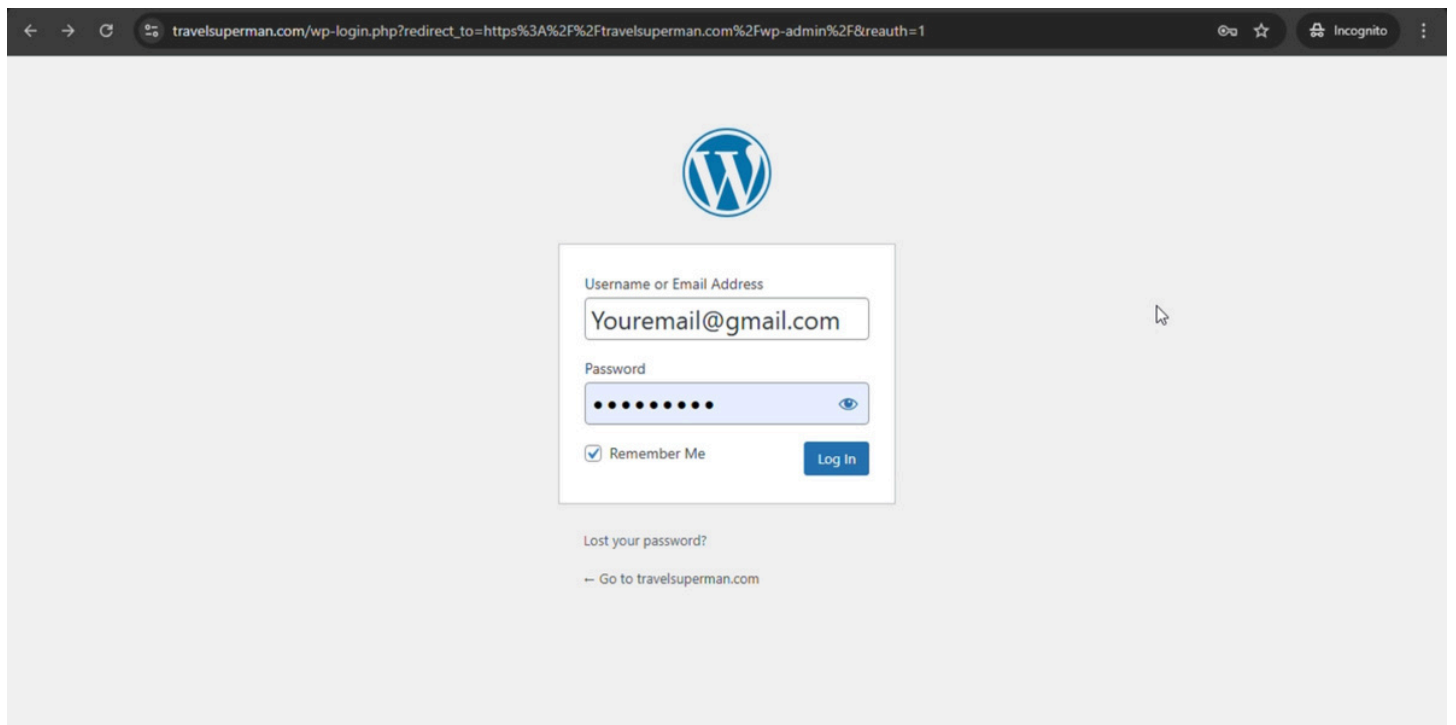 travelsuperman.com/wp-login.php?redirect_to=https%3A%2F%2Ftravelsuperman.com%2Fwp-admin%2F&reauth=1 Incognito
W
Username or Email Address
Youremail@gmail.com
Password
Remember Me Log In
Lost your password?
← Go to travelsuperman.com